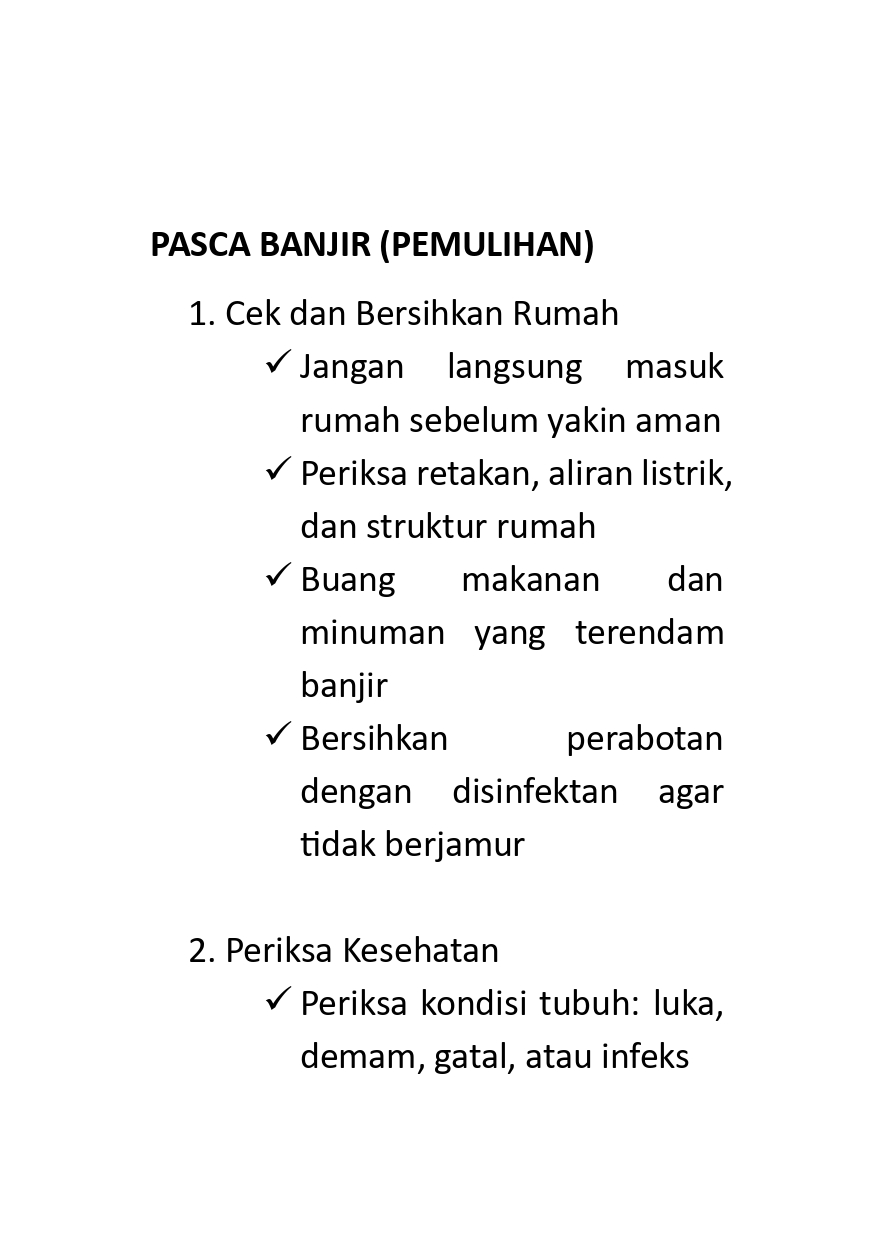 PASCA BANJIR (PEMULIHAN)
1. Cek dan Bersihkan Rumah
✓ Jangan langsung masuk
rumah sebelum yakin aman
✓ Periksa retakan, aliran listrik,
dan struktur rumah
✓ Buang makanan dan
minuman yang terendam
banjir
✓ Bersihkan perabotan
dengan disinfektan agar
tidak berjamur
2. Periksa Kesehatan
✓ Periksa kondisi tubuh: luka,
demam, gatal, atau infeks